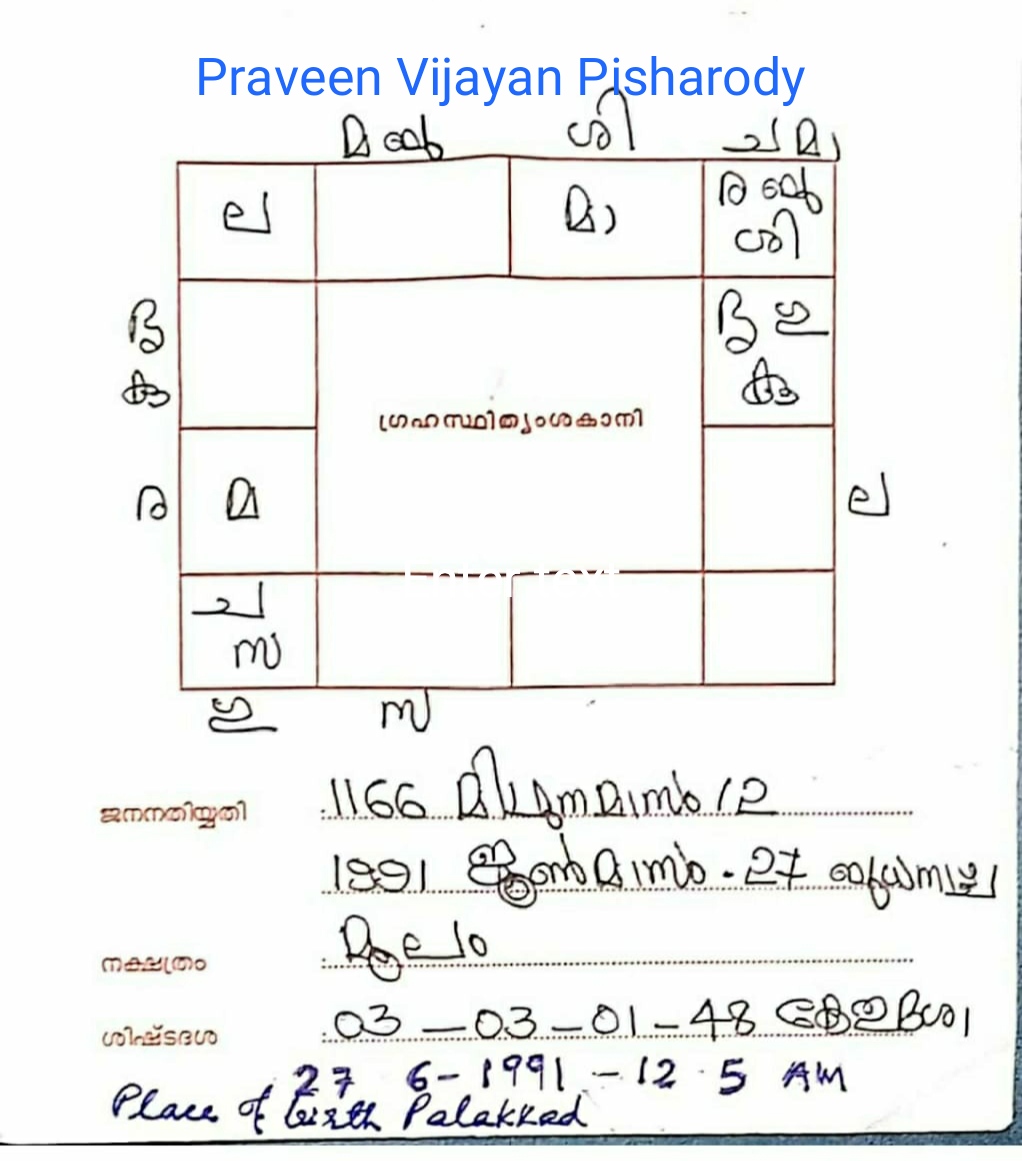 Praveen Vijayan Pisharody
മ ബു ശി ച മാ
ല മാ ര ബു
ശി
കു കു ഗു
കു
ഗ്രഹസ്ഥിത്യംശകാനി
ര മ ല
ച
സ
ഗു സ
ജനനതിയ്യതി :1166 മിഥുനമാസം 12
1991 ജൂൺമാസം - 27 ബുധനാഴ്ച
നക്ഷത്രം : മൂലം
ശിഷ്ടദശ : 03 – 03 – 01 – 48 കേതുദശ
27 6-1991 - 12 5 AM
Place of birth Palakkad